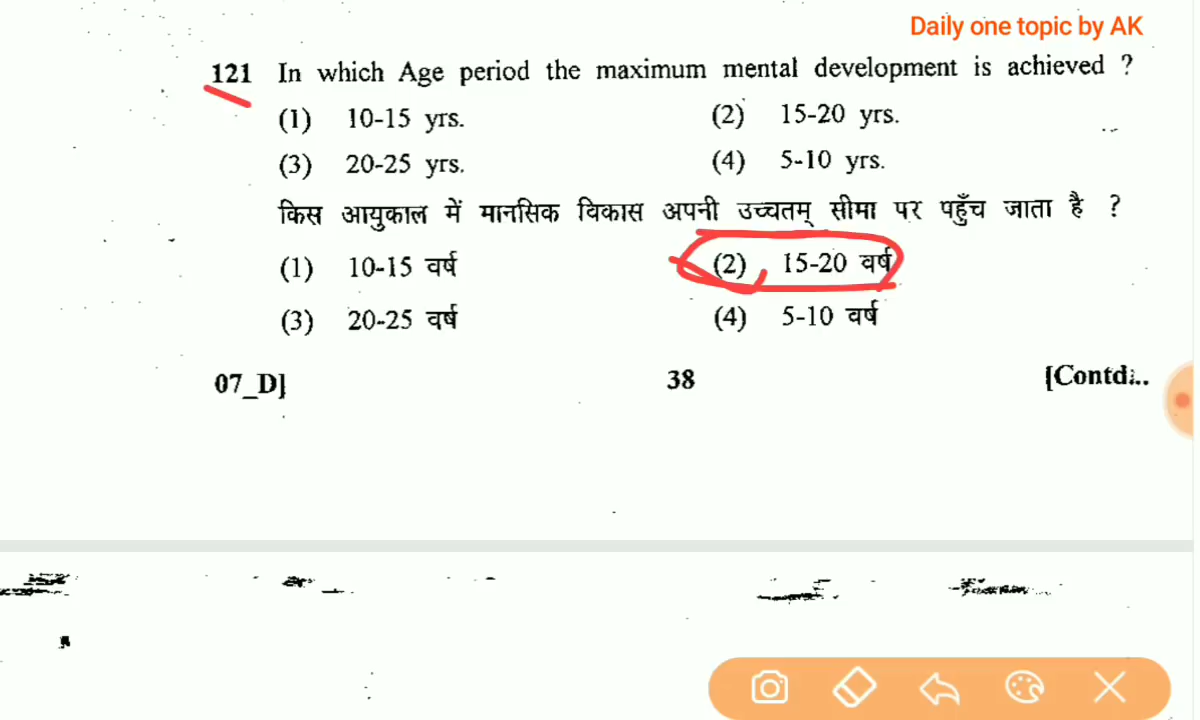 Daily one topic by AK
121 In which Age period the maximum mental development is achieved ?
(1) 10-15 yrs. (2) 15-20 yrs.
(3) 20-25 yrs. (4) 5-10 yrs.
किस आयुकाल में मानसिक विकास अपनी उच्चतम् सीमा पर पहुँच जाता है ?
(1) 10-15 वर्ष (2) 15-20 वर्ष
(3) 20-25 वर्ष (4) 5-10 वर्ष
07_D] 38 [Contd...